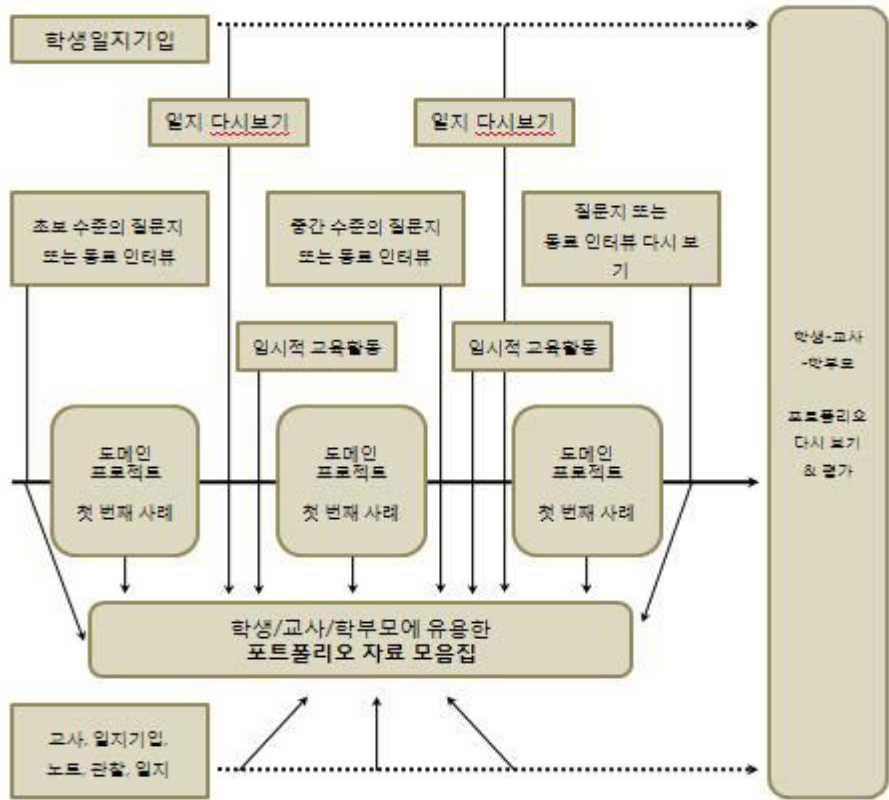 학생일지기입
일지 다시보기
일지 다시보기
초보 수준의 질문지
또는 동료 인터뷰
중간 수준의 질문지
또는 동료 인터뷰
질문지 또는
동료 인터뷰 다시 보
기
임시적 교육활동
임시적 교육활동
도메인
프로젝트
첫 번째 사례
도메인
프로젝트
첫 번째 사례
도메인
프로젝트
첫 번째 사례
학생/교사/학부모에 유용한
포트폴리오 자료 모음집
교사, 일지기입,
노트, 관찰, 일지
학생-교사
-학부모
포트폴리오
다시 보기
& 평가